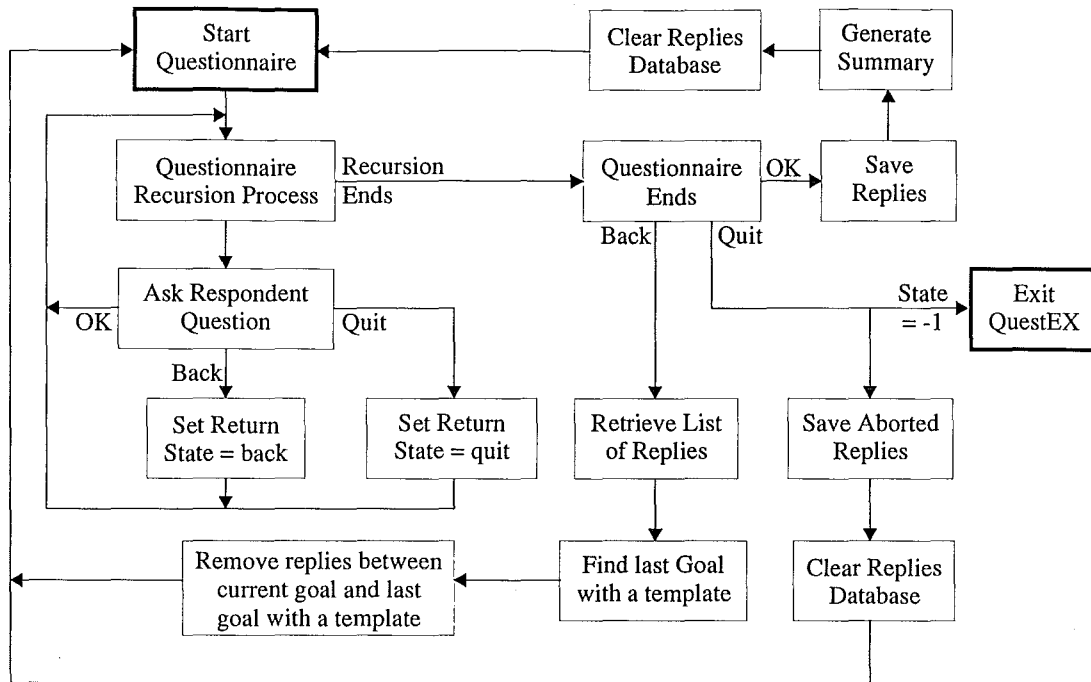 Start
Questionnaire
Clear Replies
Database
Generate
Summary
Questionnaire
Recursion Process
Recursion
Ends
Questionnaire
Ends
OK
Save
Replies
Back
Quit
Ask Respondent
Question
OK
Quit
State
= -1
Exit
QuestEX
Back
Set Return
State = back
Set Return
State = quit
Retrieve List
of Replies
Save Aborted
Replies
Remove replies between
current goal and last
goal with a template
Find last Goal
with a template
Clear Replies
Database